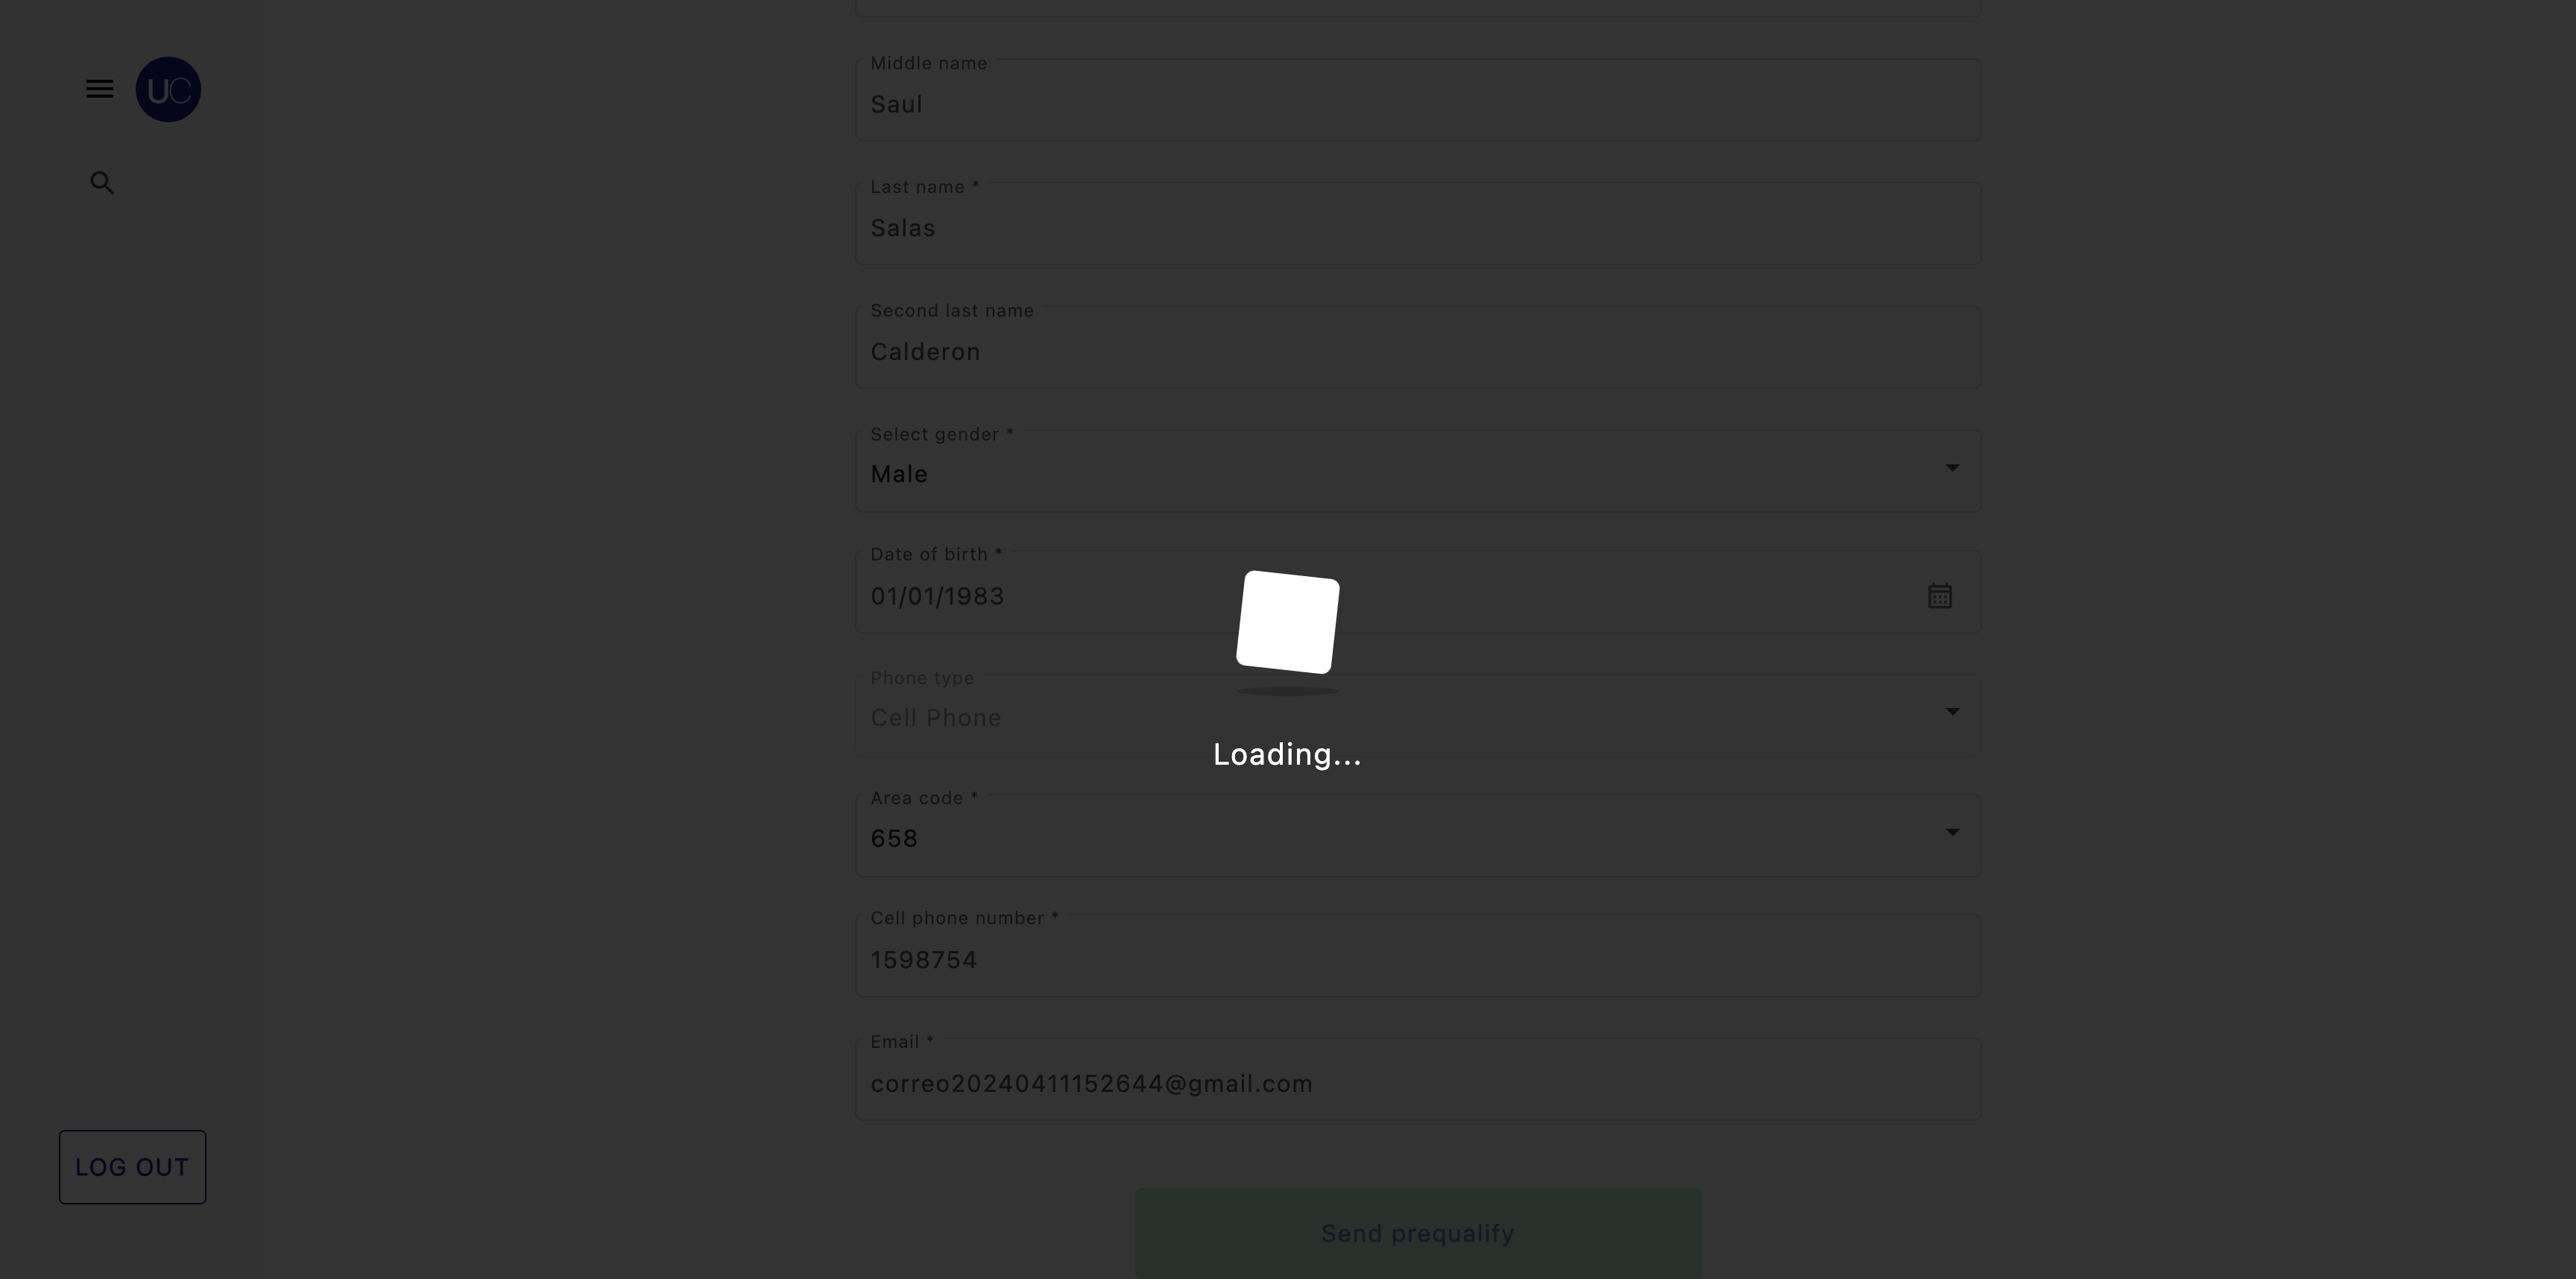 UC
Middle name
Saul
Last name *
Salas
Second last name
Calderon
Select gender *
Male
Date of birth *
01/01/1983
Phone type
Cell Phone
Loading...
Area code *
658
Cell phone number *
1598754
Email *
correo20240411152644@gmail.com
LOG OUT
Send prequalify